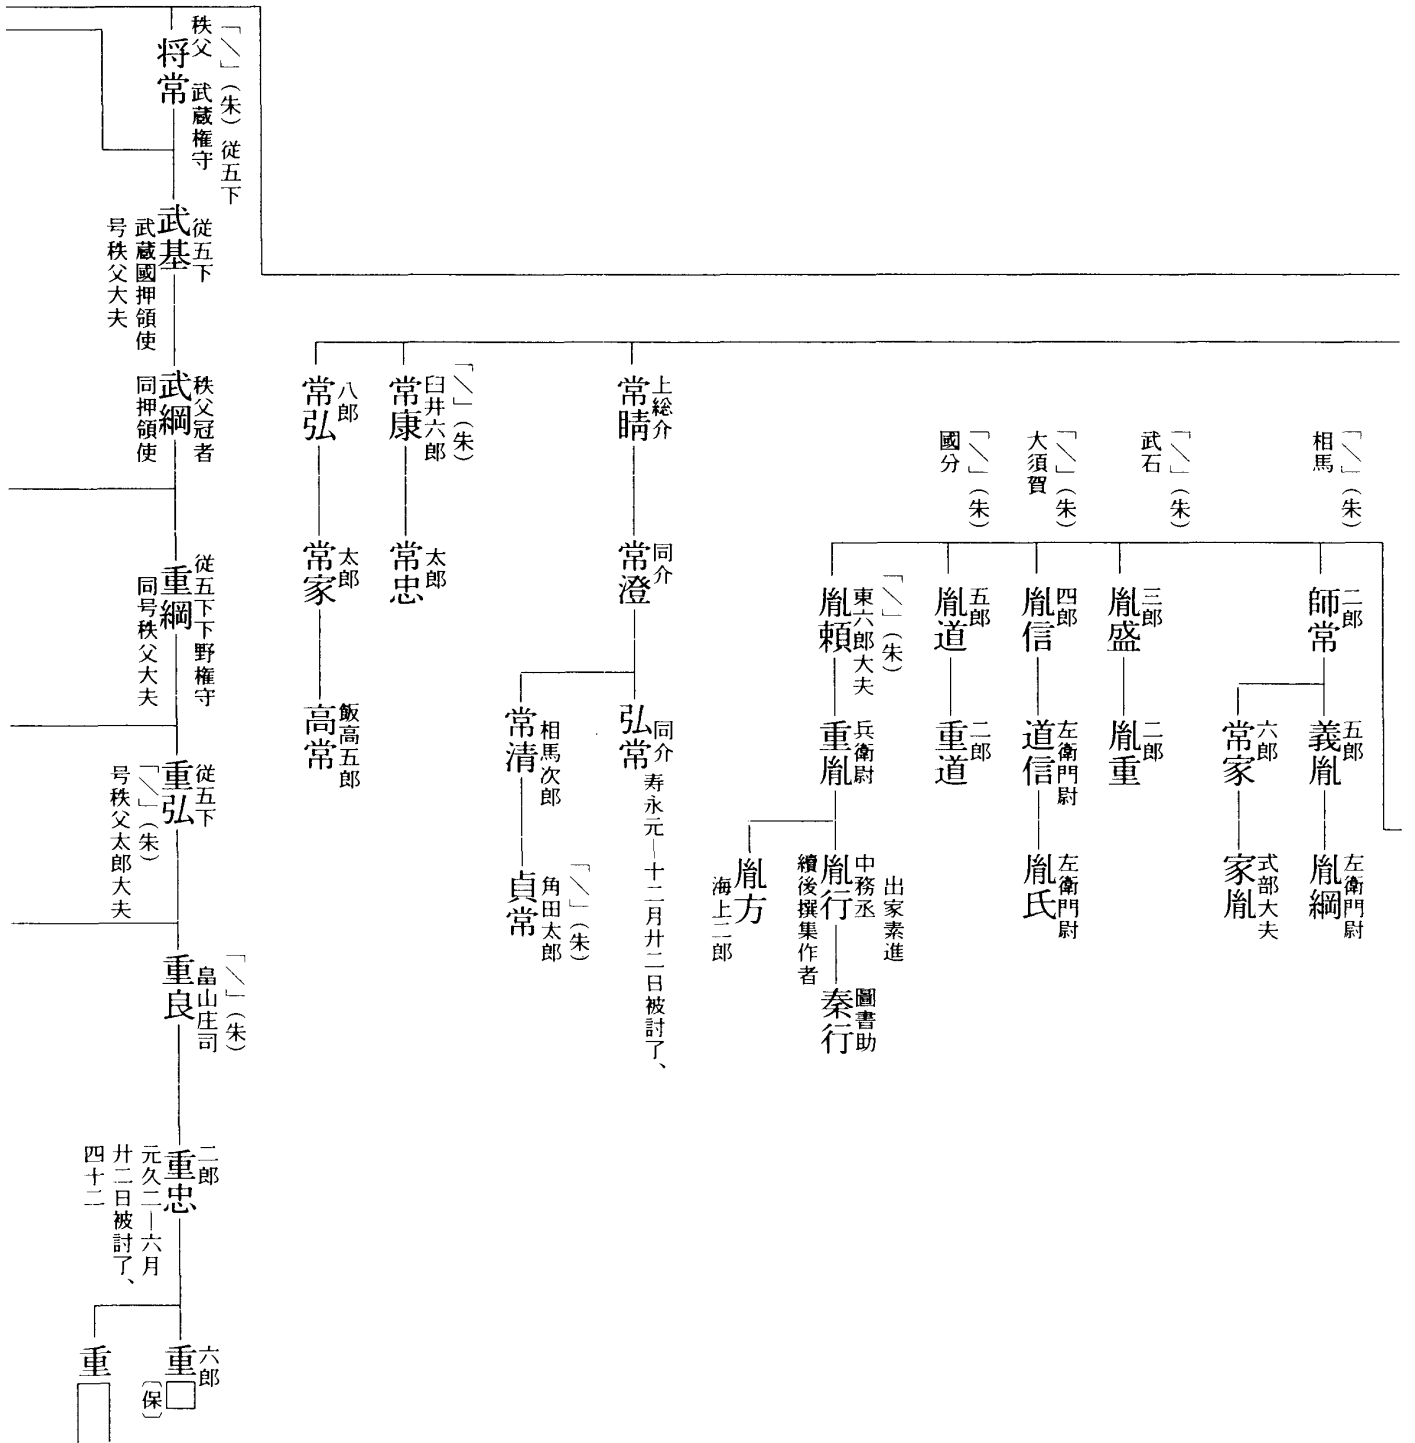 「＼」（朱）
相馬
二郎
師常
五郎
義胤
左衛門尉
胤綱
六郎
常家
式部大夫
家胤
「＼」（朱）
武石
三郎
胤盛
二郎
胤重
「＼」（朱）
大須賀
四郎
胤信
左衛門尉
道信
左衛門尉
胤氏
「＼」（朱）
國分
五郎
胤道
二郎
重道
「＼」（朱）
東六郎大夫
胤頼
兵衛尉
重胤
出家素進
中務丞
胤行
續後撰集作者
圖書助
秦行
胤方
海上二郎
上総介
常晴
同介
常澄
同介
弘常
寿永元―十二月廿二日被討了、
相馬次郎
常清
「＼」（朱）
角田太郎
貞常
「＼」（朱）
臼井六郎
常康
太郎
常忠
八郎
常弘
太郎
常家
飯高五郎
高常
「＼」（朱）従五下
秩父　武蔵権守
将常
従五下
武基
武蔵國押領使
号秩父大夫
秩父冠者
武綱
同押領使
従五下下野権守
重綱
同号秩父大夫
従五下
重弘
「＼」（朱）
号秩父太郎大夫
「＼」（朱）
畠山庄司
重良
二郎
重忠
元久二―六月
廿二日被討了、
四十二
六郎
重□
〔保〕
重□